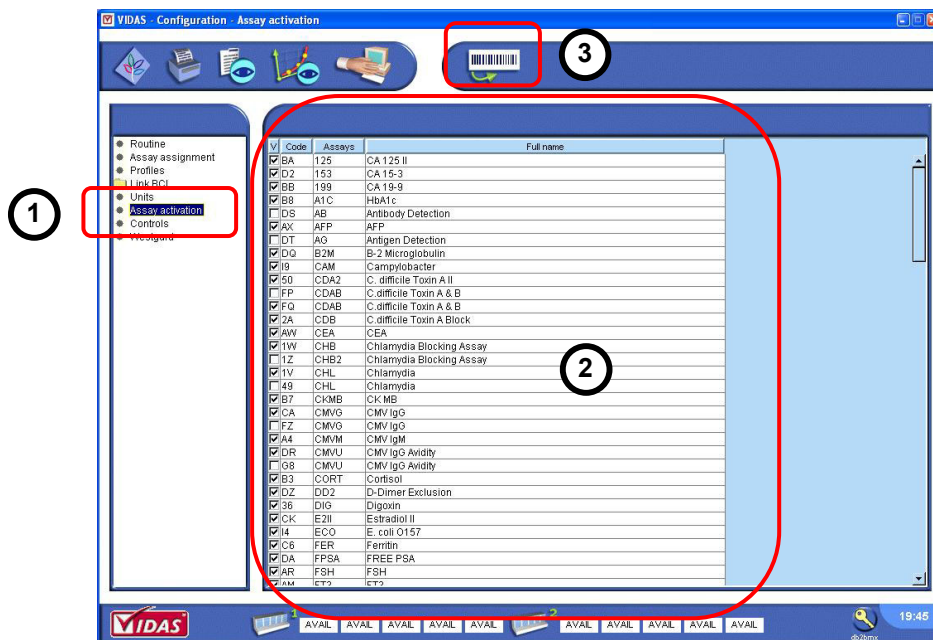 VIDAS - Configuration - Assay activation
3
Routine
Assay assignment
Profiles
Link BCI
Units
Assay activation
Controls
Westgard
1
V Code Assays Full name
BA 125 CA 125 II
D2 153 CA 15-3
BB 199 CA 19-9
B8 A1C HbA1c
DS AB Antibody Detection
AX AFP AFP
DT AG Antigen Detection
DQ B2M B-2 Microglobulin
I9 CAM Campylobacter
50 CDA2 C. difficile Toxin A II
FP CDAB C.difficile Toxin A & B
FQ CDAB C.difficile Toxin A & B
2A CDB C.difficile Toxin A Block
AW CEA CEA
1W CHB Chlamydia Blocking Assay
1Z CHB2 Chlamydia Blocking Assay
1V CHL Chlamydia
49 CHL Chlamydia
B7 CKMB CK MB
CA CMVG CMV IgG
FZ CMVG CMV IgG
A4 CMVM CMV IgM
DR CMVU CMV IgG Avidity
G8 CMVU CMV IgG Avidity
B3 CORT Cortisol
DZ DD2 D-Dimer Exclusion
36 DIG Digoxin
CK E2II Estradiol II
I4 ECO E. coli O157
C6 FER Ferritin
DA FPSA FREE PSA
AR FSH FSH
AM FT3 FT3
2
VIDAS
1 AVAIL AVAIL AVAIL AVAIL AVAIL 2 AVAIL AVAIL AVAIL AVAIL AVAIL
db2bmx
19:45